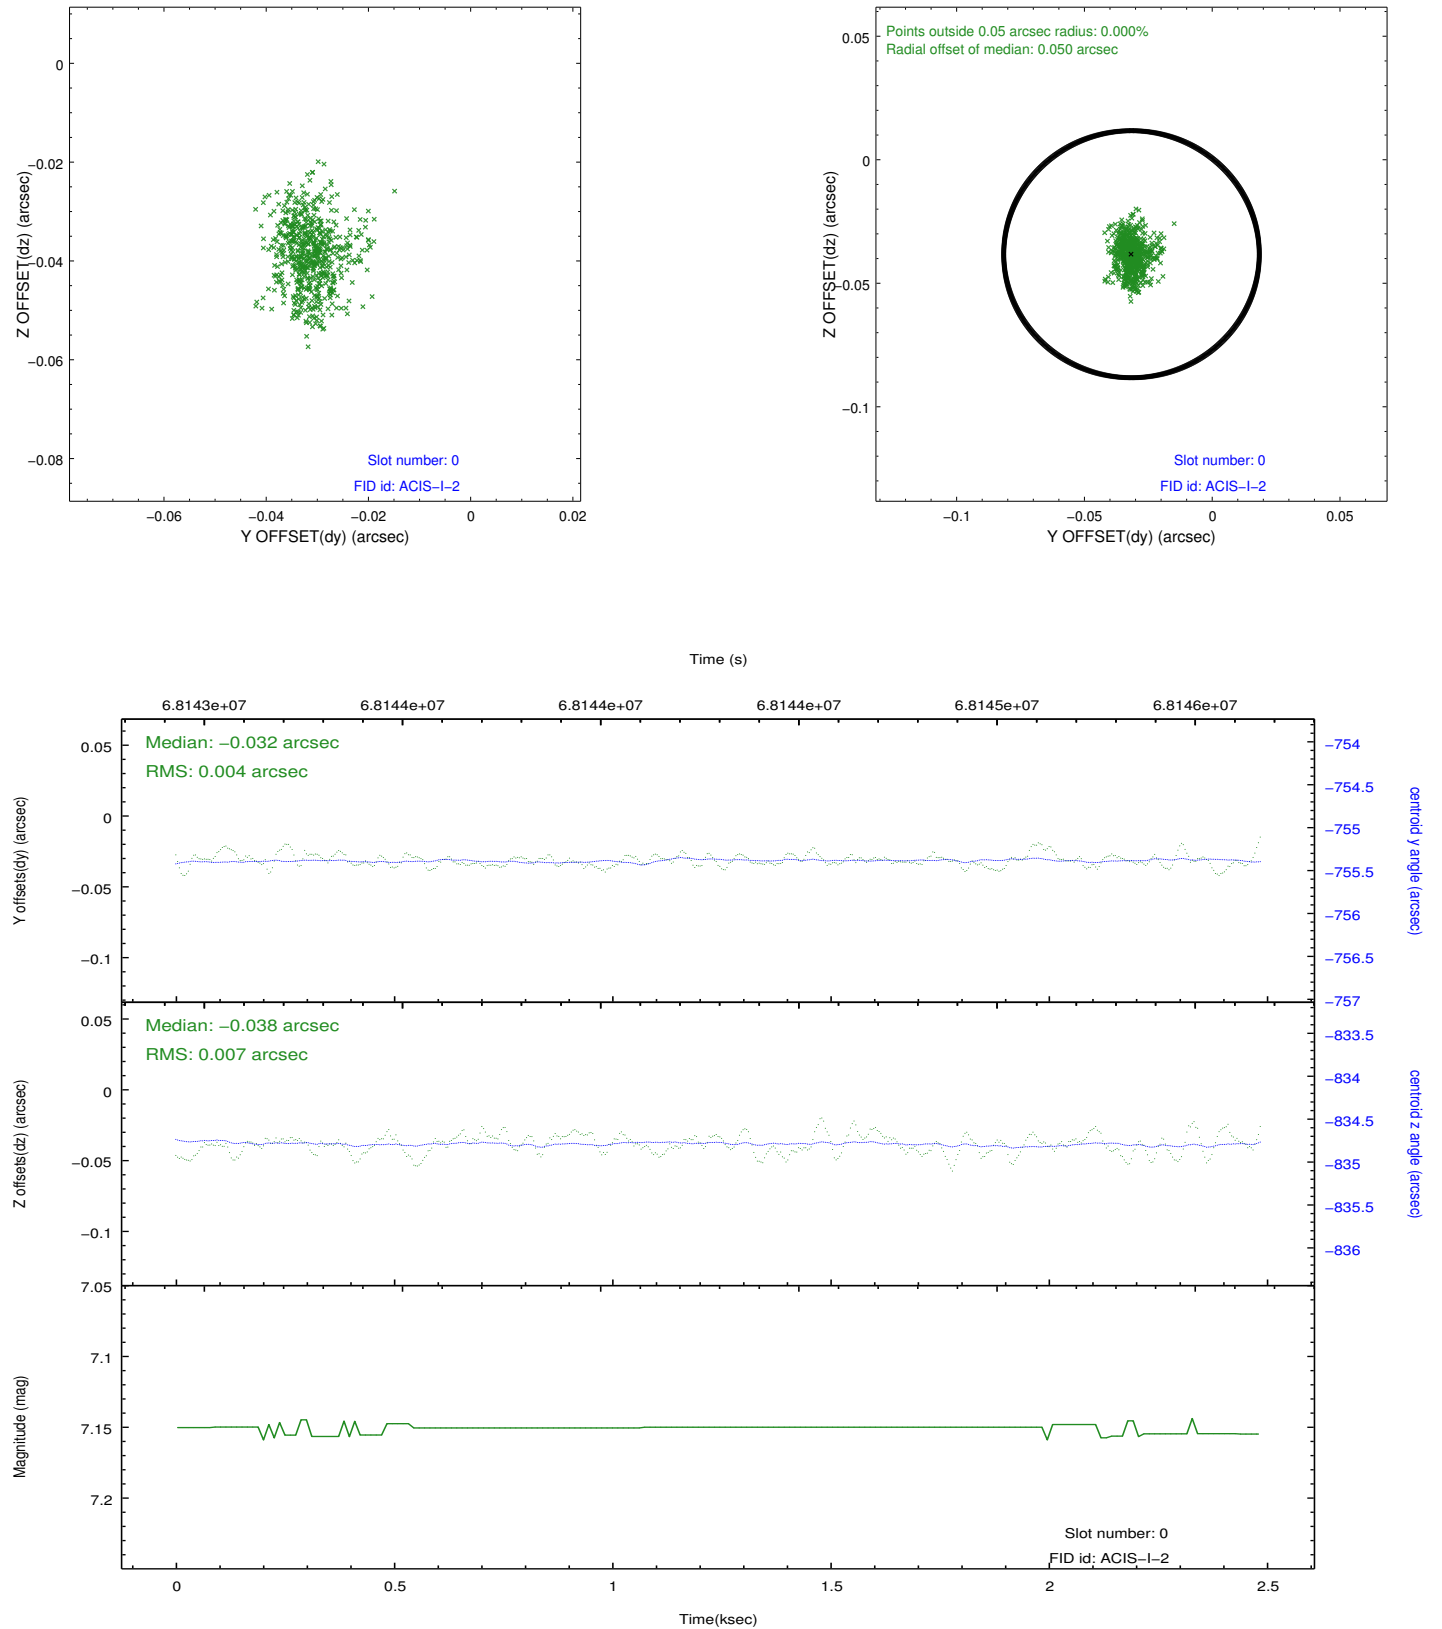 0
−0.02
−0.04
−0.06
−0.08
Z OFFSET(dz) (arcsec)
Slot number: 0
FID id: ACIS−I−2
−0.06 −0.04 −0.02 0 0.02
Y OFFSET(dy) (arcsec)
Points outside 0.05 arcsec radius: 0.000%
Radial offset of median: 0.050 arcsec
0.05
0
−0.05
−0.1
Z OFFSET(dz) (arcsec)
Slot number: 0
FID id: ACIS−I−2
−0.1 −0.05 0 0.05
Y OFFSET(dy) (arcsec)
Time (s)
6.8143e+07 6.8144e+07 6.8144e+07 6.8144e+07 6.8145e+07 6.8146e+07
Median: −0.032 arcsec
RMS: 0.004 arcsec
0.05
0
−0.05
−0.1
Y offsets(dy) (arcsec)
−754
−754.5
−755
−755.5
−756
−756.5
−757
centroid y angle (arcsec)
Median: −0.038 arcsec
RMS: 0.007 arcsec
0.05
0
−0.05
−0.1
Z offsets(dz) (arcsec)
−833.5
−834
−834.5
−835
−835.5
−836
centroid z angle (arcsec)
7.05
7.1
7.15
7.2
Magnitude (mag)
Slot number: 0
FID id: ACIS−I−2
0 0.5 1 1.5 2 2.5
Time(ksec)